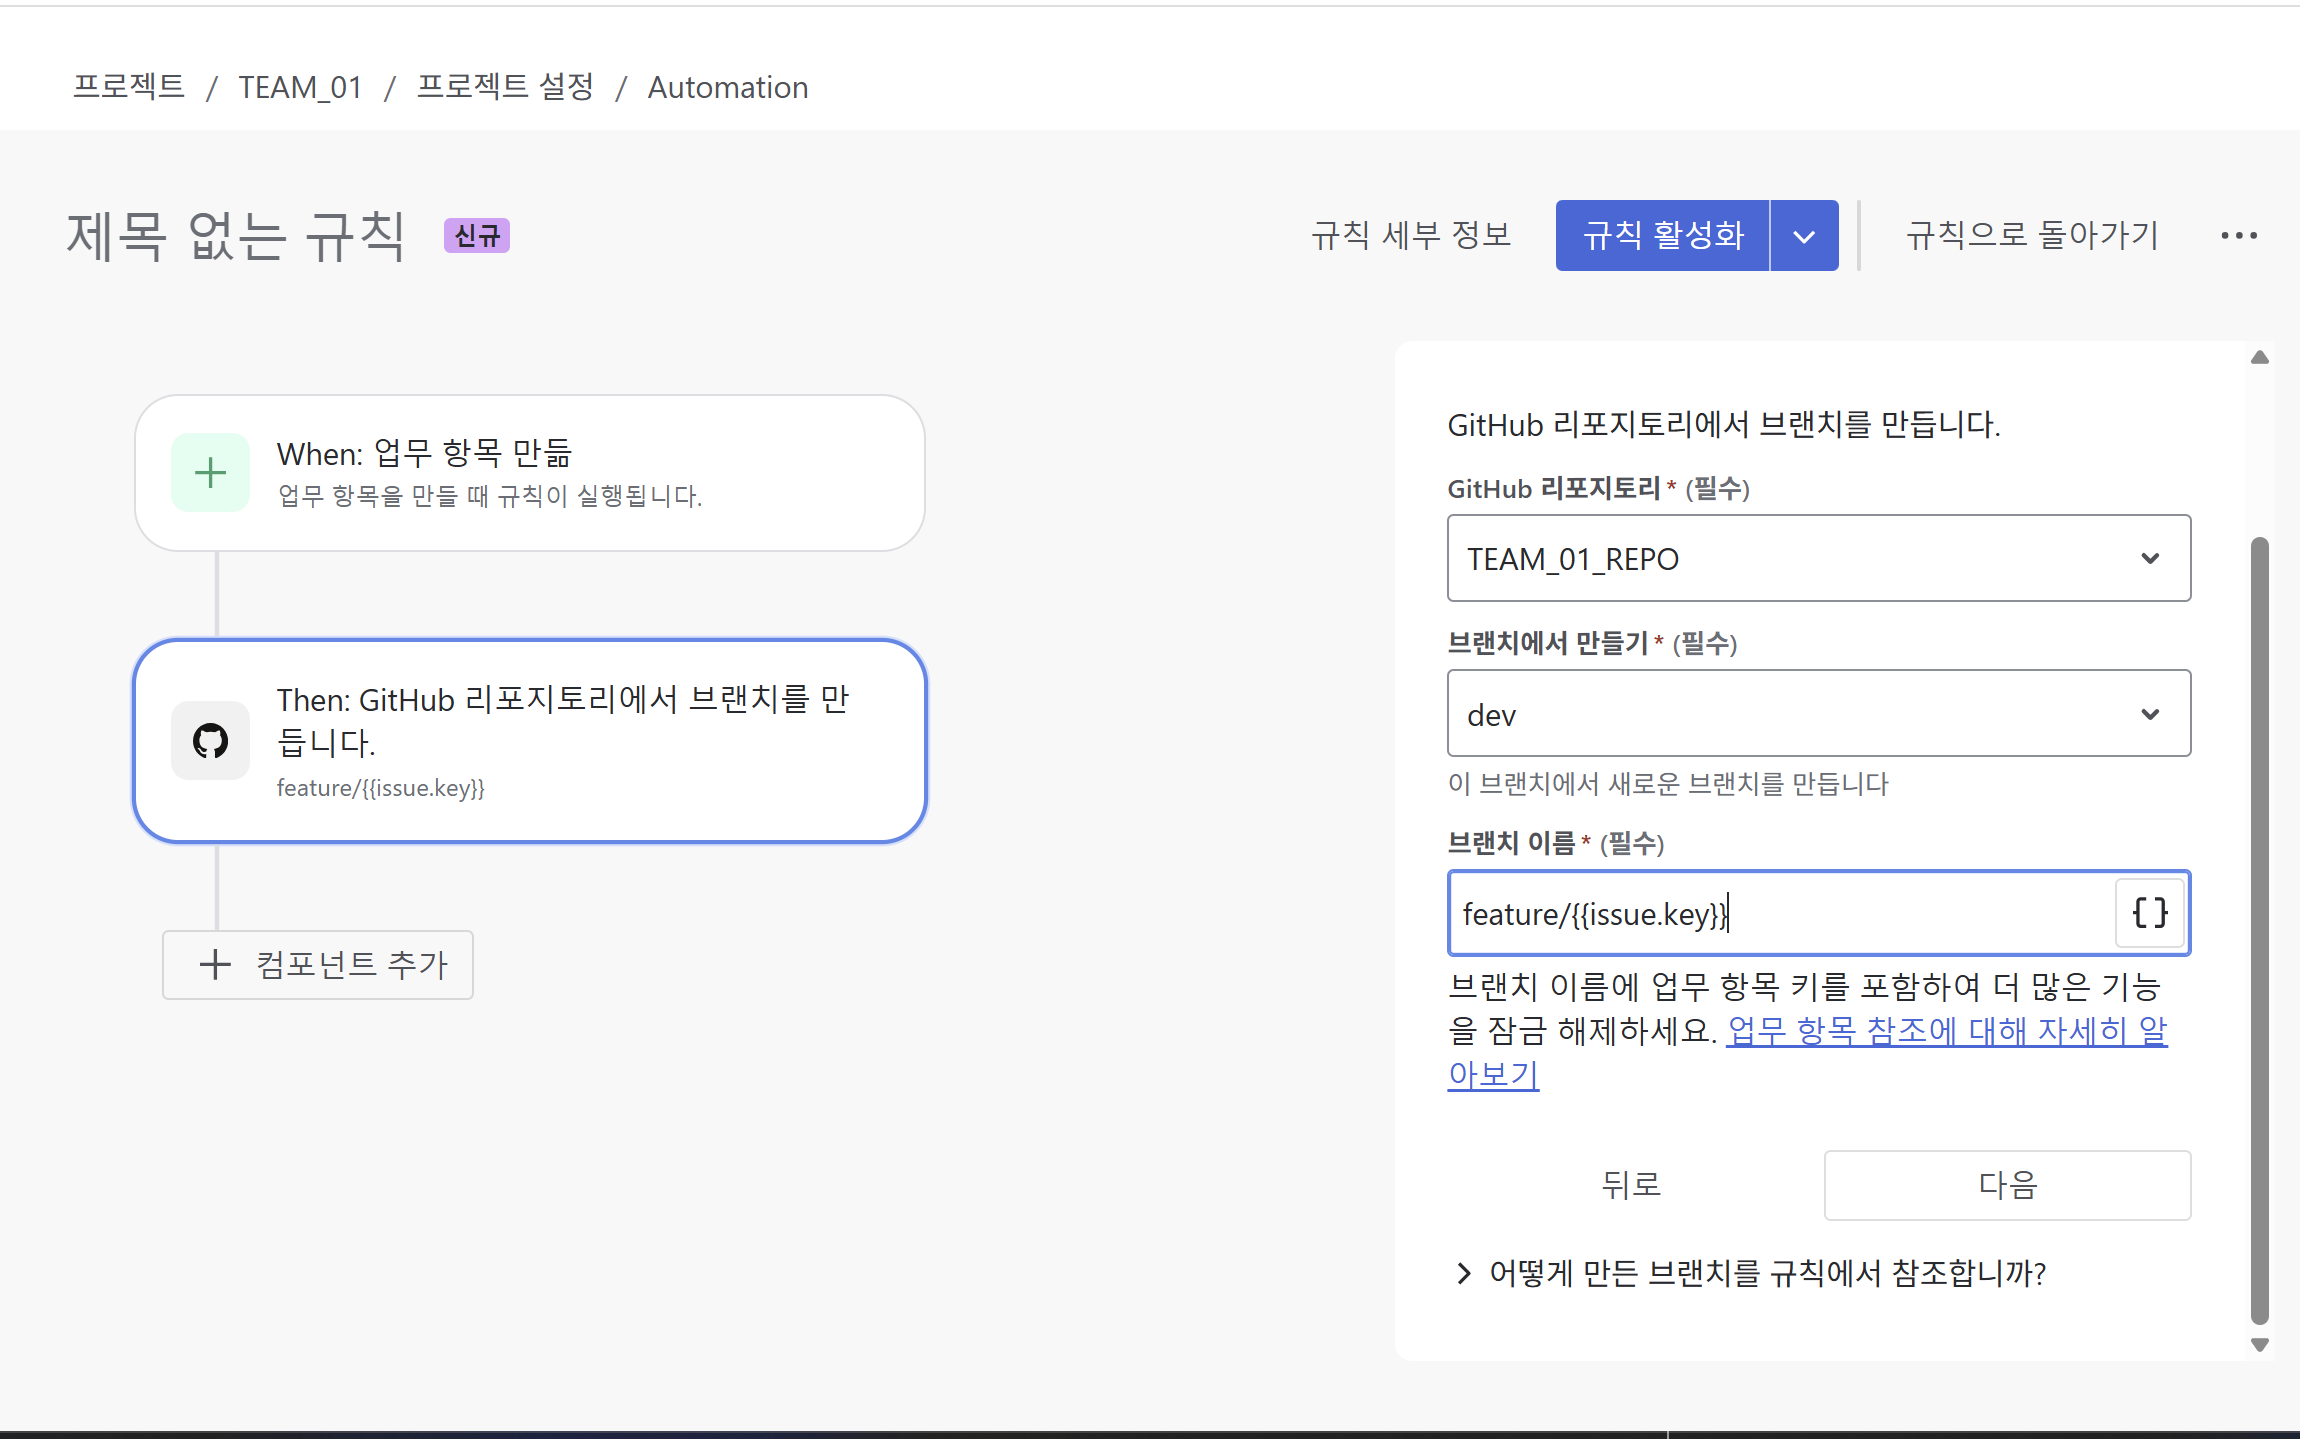 프로젝트 / TEAM_01 / 프로젝트 설정 / Automation
제목 없는 규칙 신규
규칙 세부 정보 규칙 활성화 규칙으로 돌아가기
When: 업무 항목 만듦
업무 항목을 만들 때 규칙이 실행됩니다.
Then: GitHub 리포지토리에서 브랜치를 만
듭니다.
feature/{{issue.key}}
컴포넌트 추가
GitHub 리포지토리에서 브랜치를 만듭니다.
GitHub 리포지토리* (필수)
TEAM_01_REPO
브랜치에서 만들기* (필수)
dev
이 브랜치에서 새로운 브랜치를 만듭니다
브랜치 이름* (필수)
feature/{{issue.key}}
브랜치 이름에 업무 항목 키를 포함하여 더 많은 기능
을 잠금 해제하세요. 업무 항목 참조에 대해 자세히 알
아보기
뒤로 다음
어떻게 만든 브랜치를 규칙에서 참조합니까?